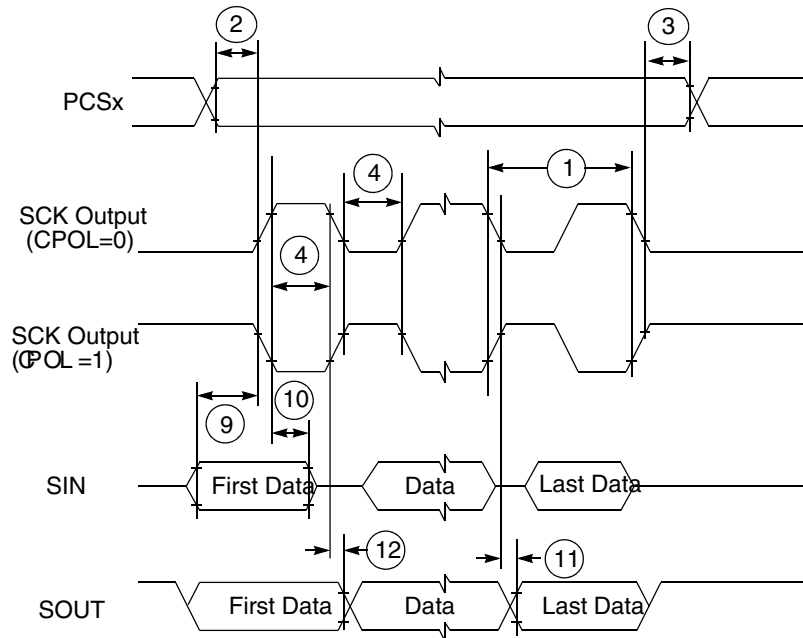 2
3
PCSx
4
1
SCK Output
(CPOL=0)
4
SCK Output
(CPOL =1)
9
10
SIN
First Data
Data
Last Data
12
11
SOUT
First Data
Data
Last Data